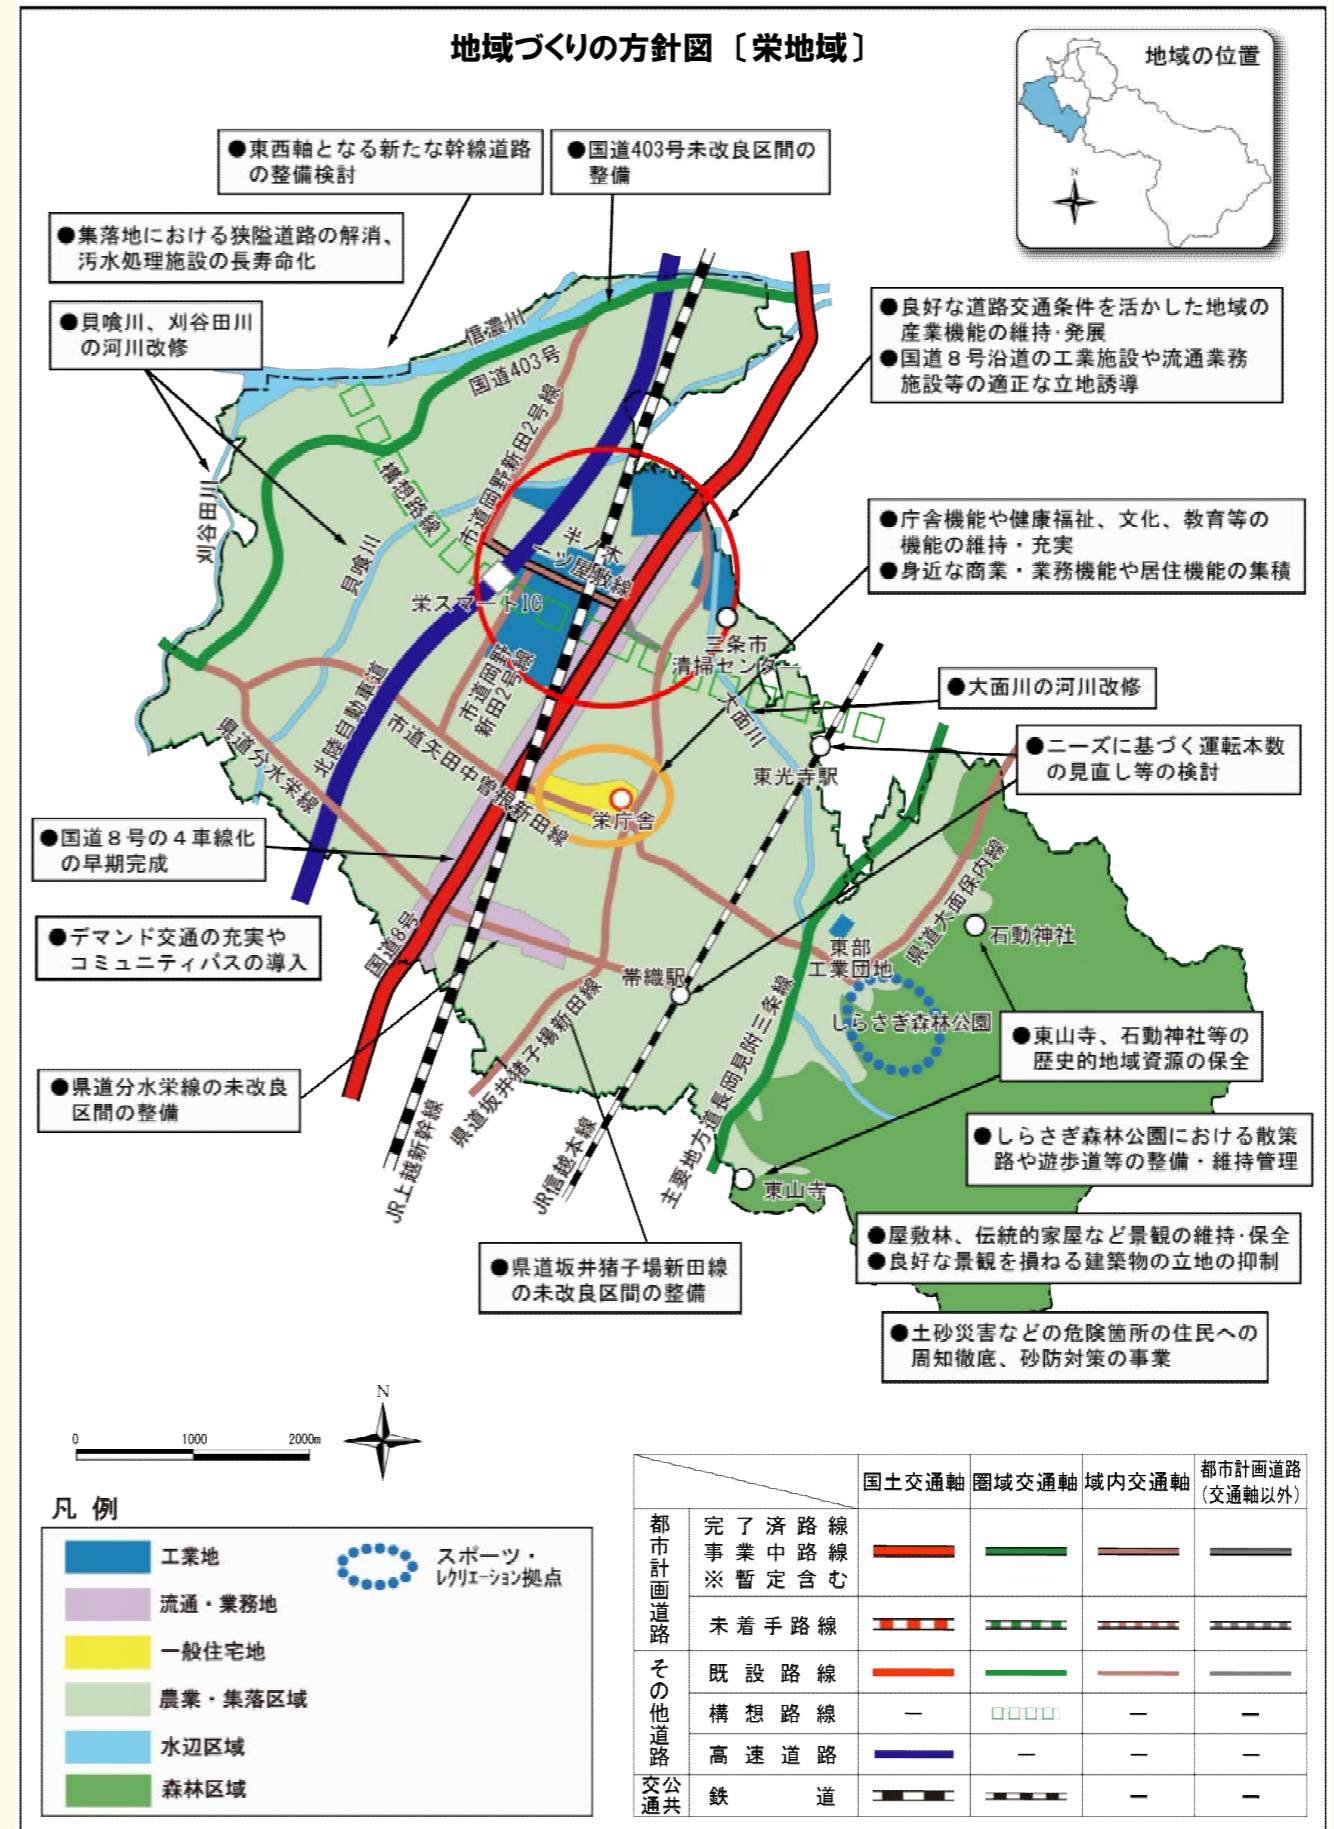 地域づくりの方針図〔栄地域〕
地域の位置
N
●東西軸となる新たな幹線道路
の整備検討
●国道403号未改良区間の
整備
●集落地における狭隘道路の解消、
汚水処理施設の長寿命化
●貝喰川、刈谷田川
の河川改修
●良好な道路交通条件を活かした地域の
産業機能の維持・発展
●国道８号沿道の工業施設や流通業務
施設等の適正な立地誘導
●庁舎機能や健康福祉、文化、教育等の
機能の維持・充実
●身近な商業・業務機能や居住機能の集積
●大面川の河川改修
●ニーズに基づく運転本数
の見直し等の検討
●国道８号の４車線化
の早期完成
●デマンド交通の充実や
コミュニティバスの導入
●県道分水栄線の未改良
区間の整備
●東山寺、石動神社等の
歴史的地域資源の保全
●しらさぎ森林公園における散策
路や遊歩道等の整備・維持管理
●屋敷林、伝統的家屋など景観の維持・保全
●良好な景観を損ねる建築物の立地の抑制
●県道坂井猪子場新田線
の未改良区間の整備
●土砂災害などの危険箇所の住民への
周知徹底、砂防対策の事業
信濃川
国道403号
市道岡野新田2号線
構想路線
刈谷田川
貝喰川
半ノ木
一ツ屋敷線
栄スマートIC
三条市
清掃センター
市道岡野
新田2号線
大面川
北陸自動車道
市道矢田中曽根新田線
県道分水栄線
東光寺駅
栄庁舎
国道8号
県道大面保内線
石動神社
東部
工業団地
帯織駅
しらさぎ森林公園
県道坂井猪子場新田線
主要地方道長岡見附三条線
JR上越新幹線
JR信越本線
東山寺
N
0 1000 2000m
凡 例
工業地
流通・業務地
一般住宅地
農業・集落区域
水辺区域
森林区域
スポーツ・
レクリエーション拠点
国土交通軸 圏域交通軸 域内交通軸 都市計画道路
(交通軸以外)
都市計画道路
完了済路線
事業中路線
※暫定含む
未着手路線
その他道路
既設路線
構想路線 － － －
高速道路 － － －
公共交通
鉄道 － －